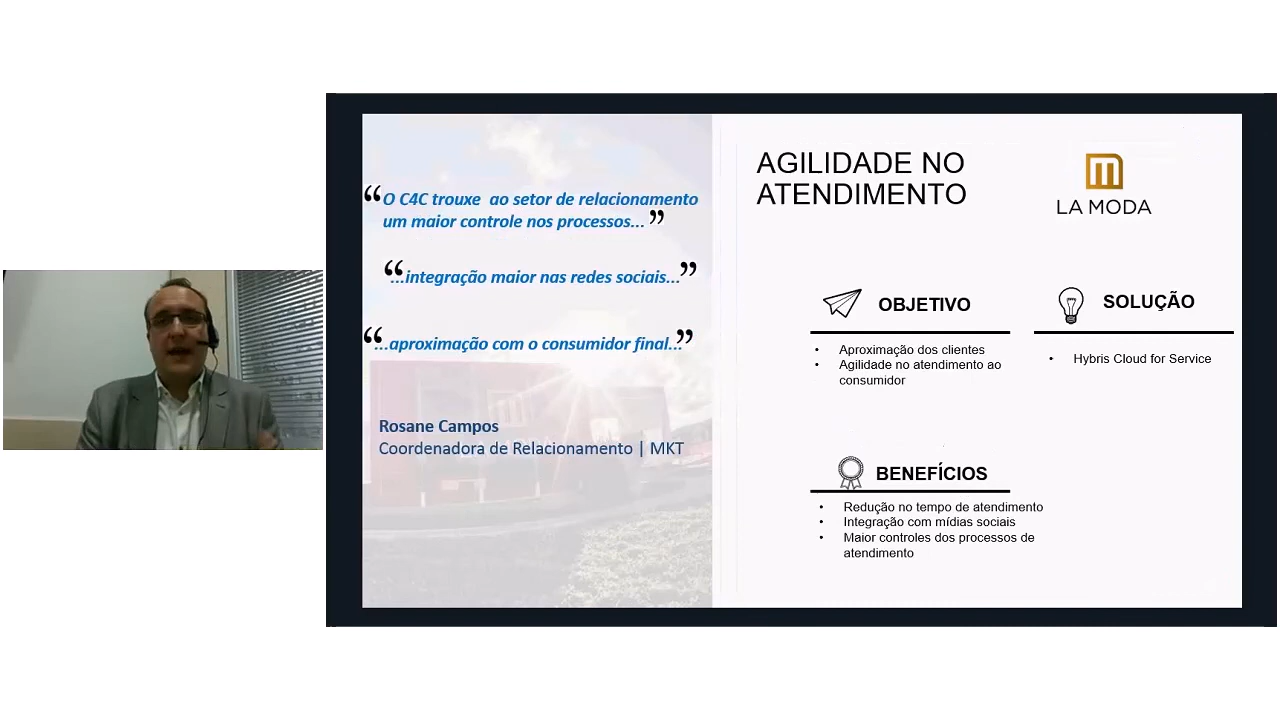 “O C4C trouxe ao setor de relacionamento
um maior controle nos processos...”
“...integração maior nas redes sociais...”
“...aproximação com o consumidor final...”
Rosane Campos
Coordenadora de Relacionamento | MKT
AGILIDADE NO
ATENDIMENTO
LA MODA
OBJETIVO
• Aproximação dos clientes
• Agilidade no atendimento ao
consumidor
SOLUÇÃO
• Hybris Cloud for Service
BENEFÍCIOS
• Redução no tempo de atendimento
• Integração com mídias sociais
• Maior controles dos processos de
atendimento